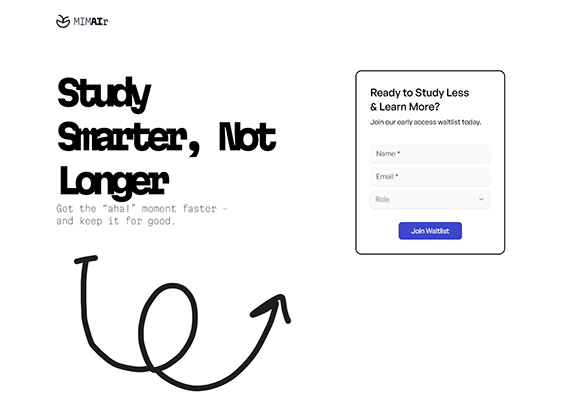 MIMAIr
Study
Smarter, Not
Longer
Get the “aha!” moment faster –
and keep it for good.
Ready to Study Less
& Learn More?
Join our early access waitlist today.
Name *
Email *
Role
Join Waitlist